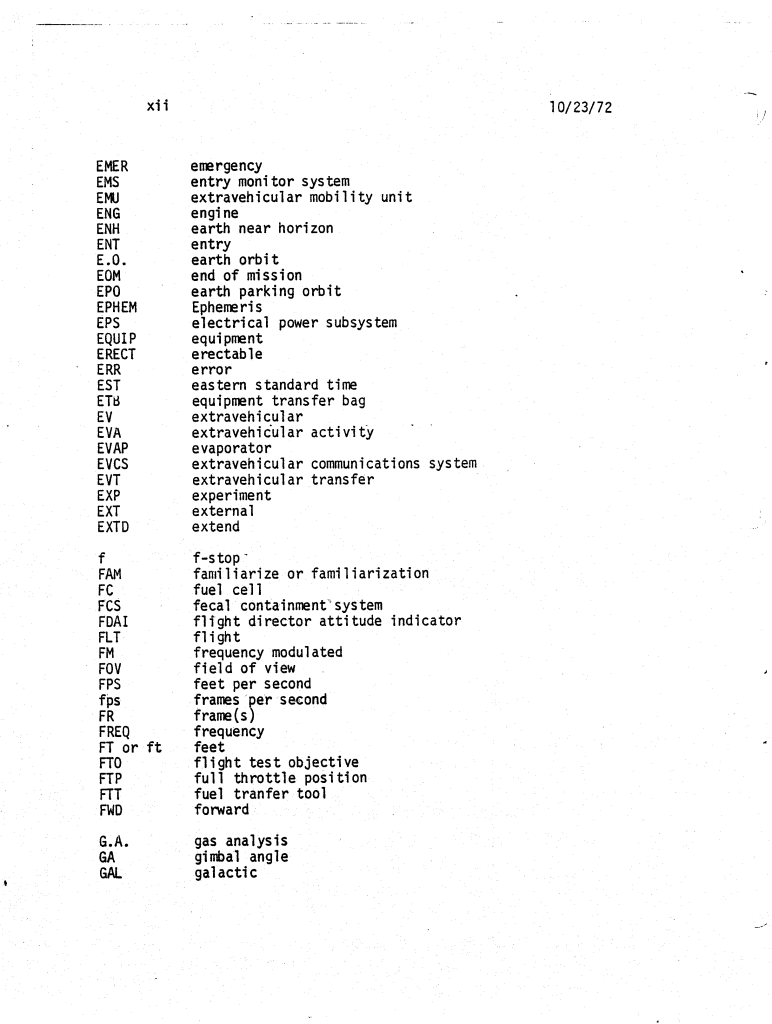 xii 10/23/72
EMER emergency
EMS entry monitor system
EMU extravehicular mobility unit
ENG engine
ENH earth near horizon
ENT entry
E.O. earth orbit
EOM end of mission
EPO earth parking orbit
EPHEM Ephemeris
EPS electrical power subsystem
EQUIP equipment
ERECT erectable
ERR error
EST eastern standard time
ETB equipment transfer bag
EV extravehicular
EVA extravehicular activity
EVAP evaporator
EVCS extravehicular communications system
EVT extravehicular transfer
EXP experiment
EXT external
EXTD extend
f f-stop
FAM familiarize or familiarization
FC fuel cell
FCS fecal containment system
FDAI flight director attitude indicator
FLT flight
FM frequency modulated
FOV field of view
FPS feet per second
fps frames per second
FR frame(s)
FREQ frequency
FT or ft feet
FTO flight test objective
FTP full throttle position
FTT fuel tranfer tool
FWD forward
G.A. gas analysis
GA gimbal angle
GAL galactic